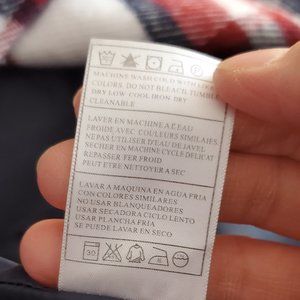 MACHINE WASH COLD WITH LIKE
COLORS. DO NOT BLEACH. TUMBLE
DRY LOW. COOL IRON. DRY
CLEANABLE
LAVER EN MACHINE A L'EAU
FROIDE AVEC COULEURS SIMILAIES.
NE PAS UTILISER D'EAU DE JAVEL
SECHER EN MACHINE CYCLE DELICAT
REPASSER FER FROID
PEUT ETRE NETTOYER A SEC
LAVAR A MAQUINA EN AGUA FRIA
CON COLORES SIMILARES
NO USAR BLANQUEADORES
USAR SECADORA CICLO LENTO
USAR PLANCHA FRIA
SE PUEDE LAVAR EN SECO
30